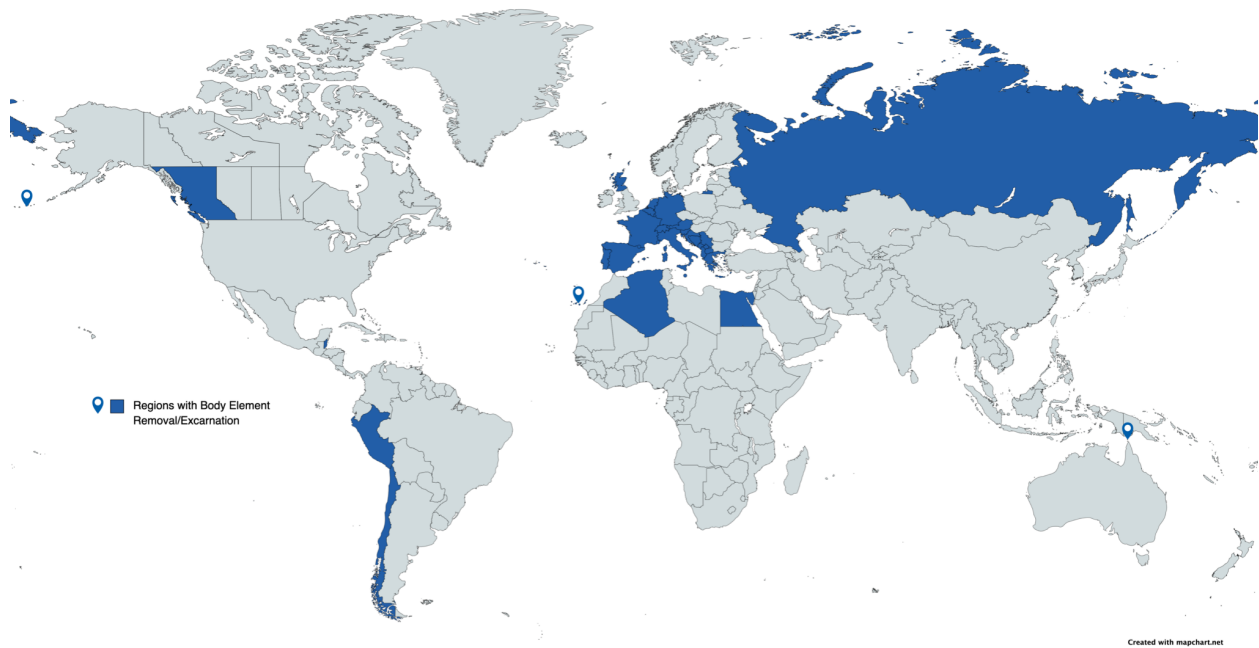 Regions with Body Element
Removal/Excarnation
Created with mapchart.net